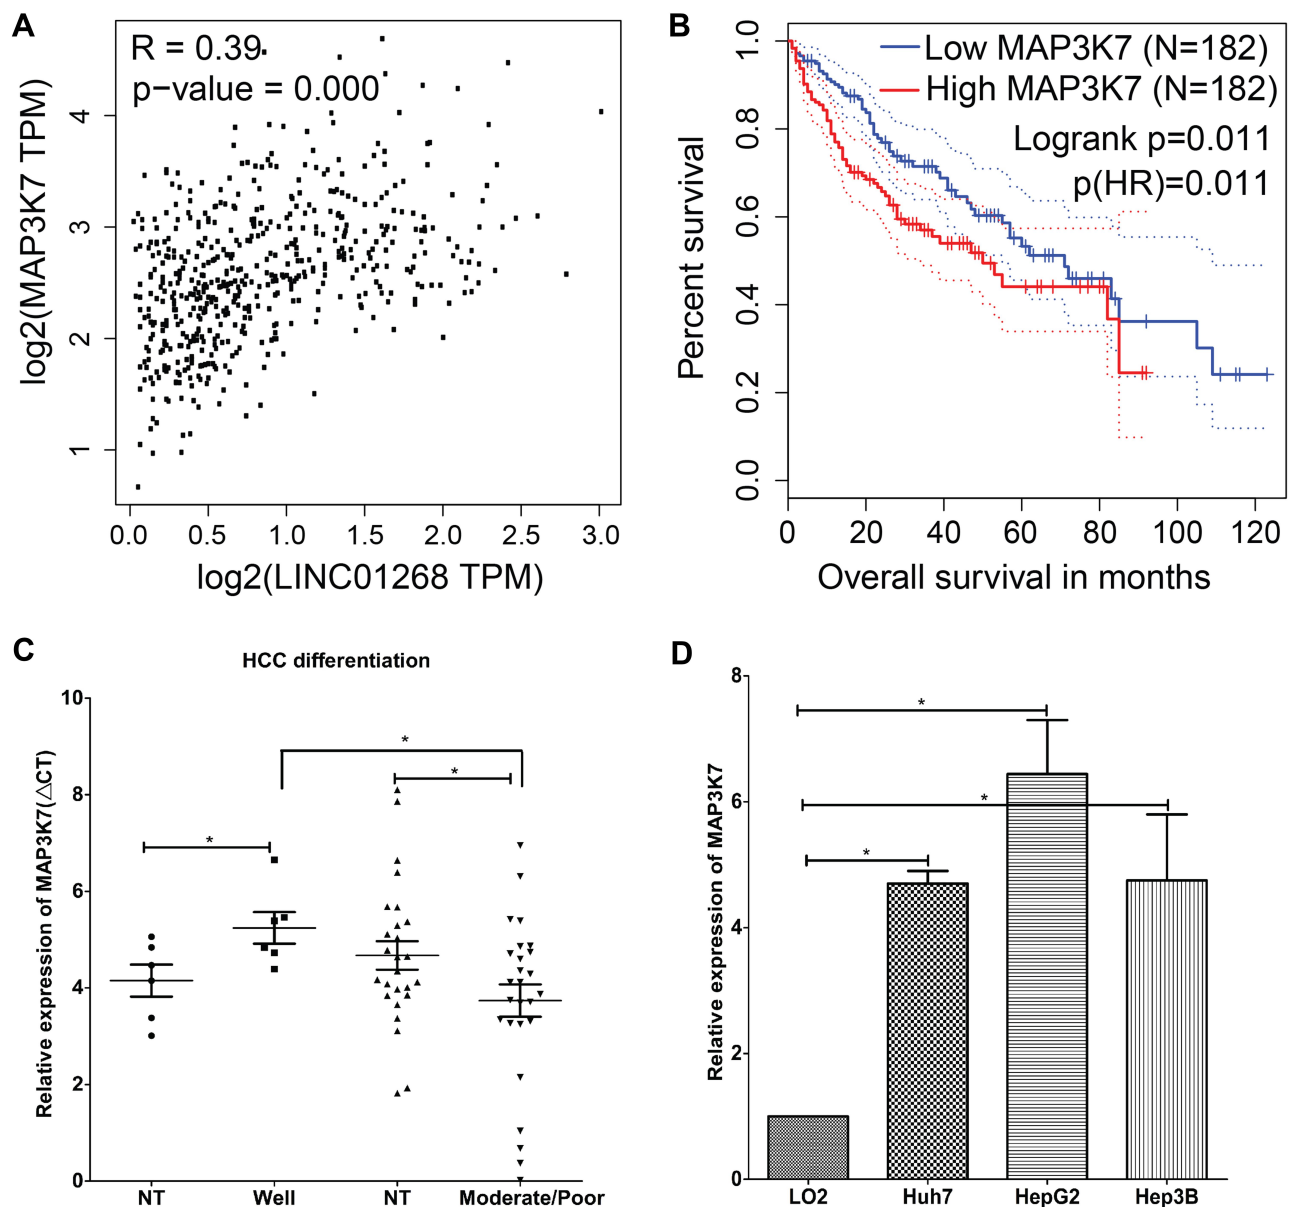 A
R = 0.39
p−value = 0.000
log2(MAP3K7 TPM)
4
3
2
1
0.0 0.5 1.0 1.5 2.0 2.5 3.0
log2(LINC01268 TPM)
B
Low MAP3K7 (N=182)
High MAP3K7 (N=182)
Logrank p=0.011
p(HR)=0.011
Percent survival
1.0
0.8
0.6
0.4
0.2
0.0
0 20 40 60 80 100 120
Overall survival in months
C
HCC differentiation
Relative expression of MAP3K7(△CT)
10
8
6
4
2
0
*
*
*
NT Well NT Moderate/Poor
D
Relative expression of MAP3K7
8
6
4
2
0
*
*
*
LO2 Huh7 HepG2 Hep3B